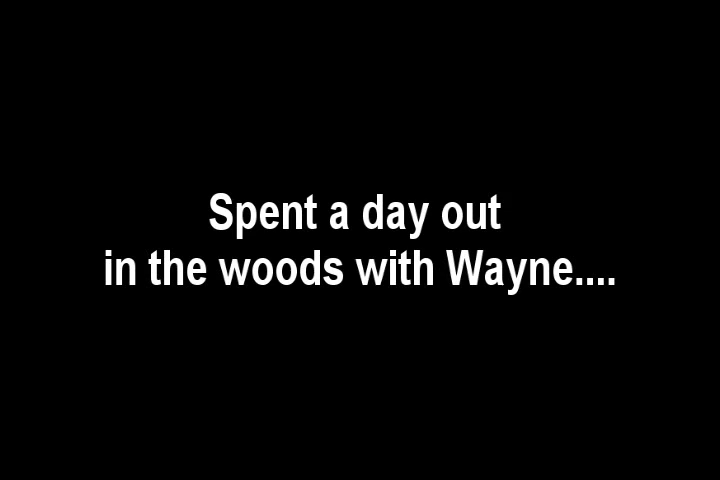 Spent a day out
in the woods with Wayne....